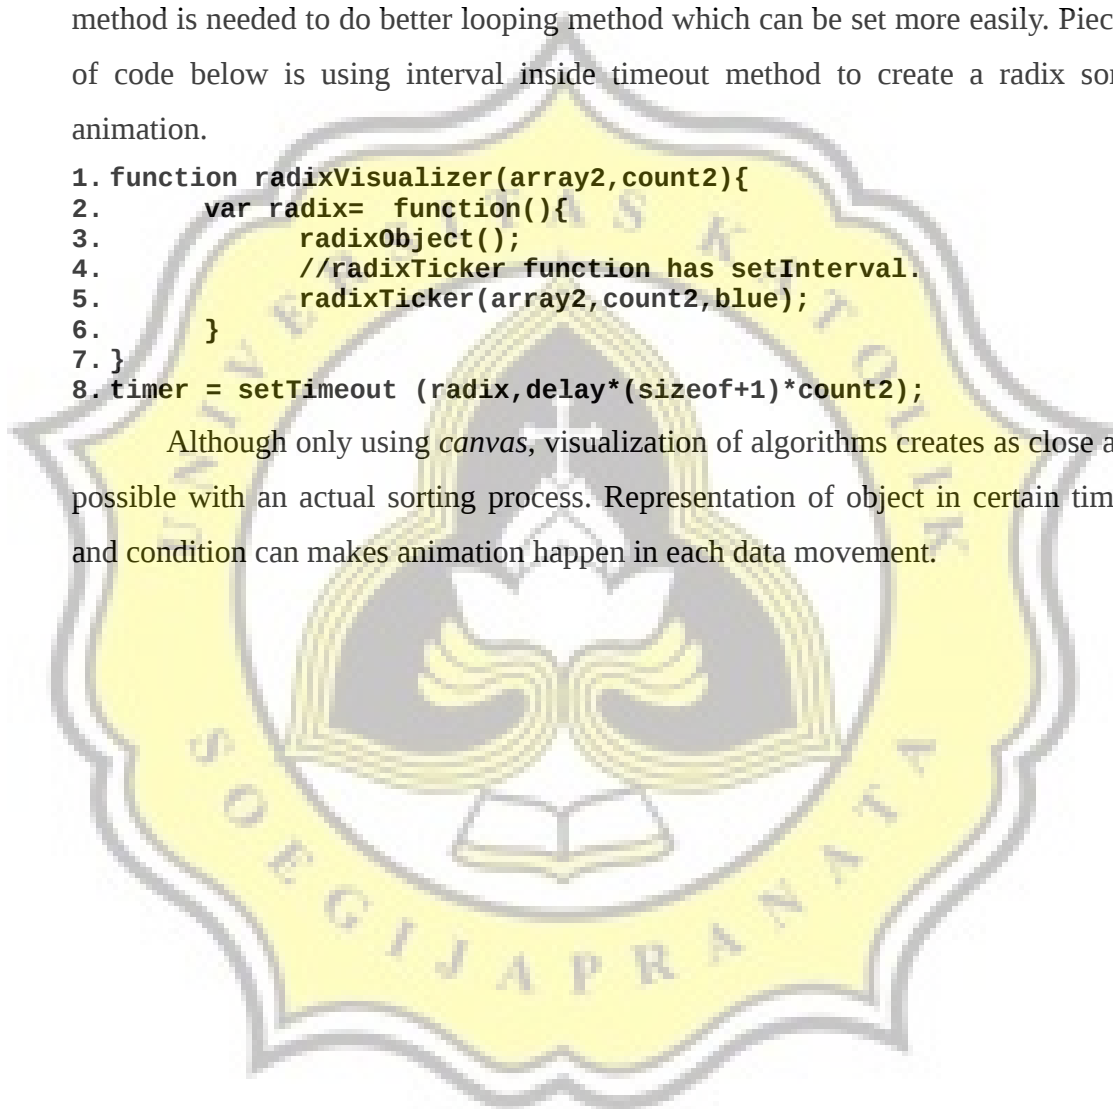 method is needed to do better looping method which can be set more easily. Piec
of code below is using interval inside timeout method to create a radix sor
animation.
1. function radixVisualizer(array2,count2){
2. var radix= function(){
3. radixObject();
4. //radixTicker function has setInterval.
5. radixTicker(array2,count2,blue);
6. }
7. }
8. timer = setTimeout (radix,delay*(sizeof+1)*count2);
Although only using canvas, visualization of algorithms creates as close a
possible with an actual sorting process. Representation of object in certain tim
and condition can makes animation happen in each data movement.
UNIVERSITAS KATOLIK
SOEGIJAPRANATA